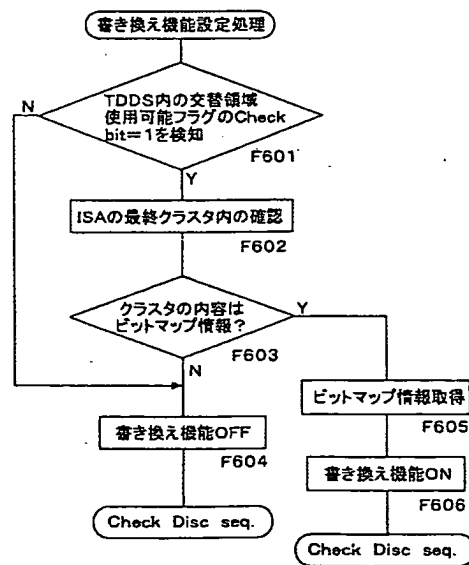 書き換え機能設定処理
N
TDDS内の交替領域
使用可能フラグのCheck
bit=1を検知
F601
Y
ISAの最終クラスタ内の確認
F602
クラスタの内容は
ビットマップ情報?
Y
F603
N
ビットマップ情報取得
F605
書き換え機能OFF
F604
書き換え機能ON
F606
Check Disc seq.
Check Disc seq.